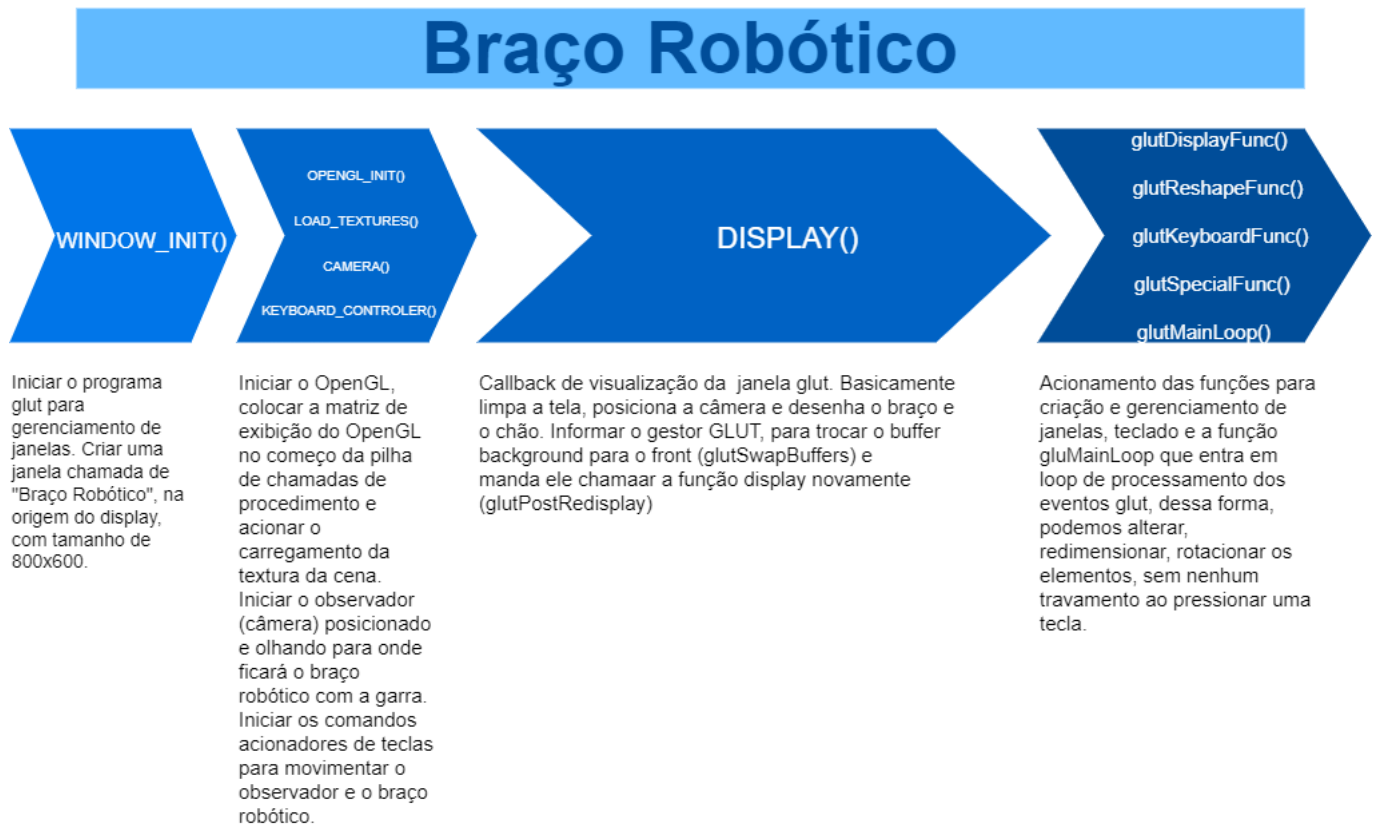 Braço Robótico
WINDOW_INIT()
OPENGL_INIT()
LOAD_TEXTURES()
CAMERA()
KEYBOARD_CONTROLER()
DISPLAY()
glutDisplayFunc()
glutReshapeFunc()
glutKeyboardFunc()
glutSpecialFunc()
glutMainLoop()
Iniciar o programa
glut para
gerenciamento de
janelas. Criar uma
janela chamada de
"Braço Robótico", na
origem do display,
com tamanho de
800x600.
Iniciar o OpenGL,
colocar a matriz de
exibição do OpenGL
no começo da pilha
de chamadas de
procedimento e
acionar o
carregamento da
textura da cena.
Iniciar o observador
(câmera) posicionado
e olhando para onde
ficará o braço
robótico com a garra.
Iniciar os comandos
acionadores de teclas
para movimentar o
observador e o braço
robótico.
Callback de visualização da  janela glut. Basicamente
limpa a tela, posiciona a câmera e desenha o braço e
o chão. Informar o gestor GLUT, para trocar o buffer
background para o front (glutSwapBuffers) e
manda ele chamaar a função display novamente
(glutPostRedisplay)
Acionamento das funções para
criação e gerenciamento de
janelas, teclado e a função
gluMainLoop que entra em
loop de processamento dos
eventos glut, dessa forma,
podemos alterar,
redimensionar, rotacionar os
elementos, sem nenhum
travamento ao pressionar uma
tecla.